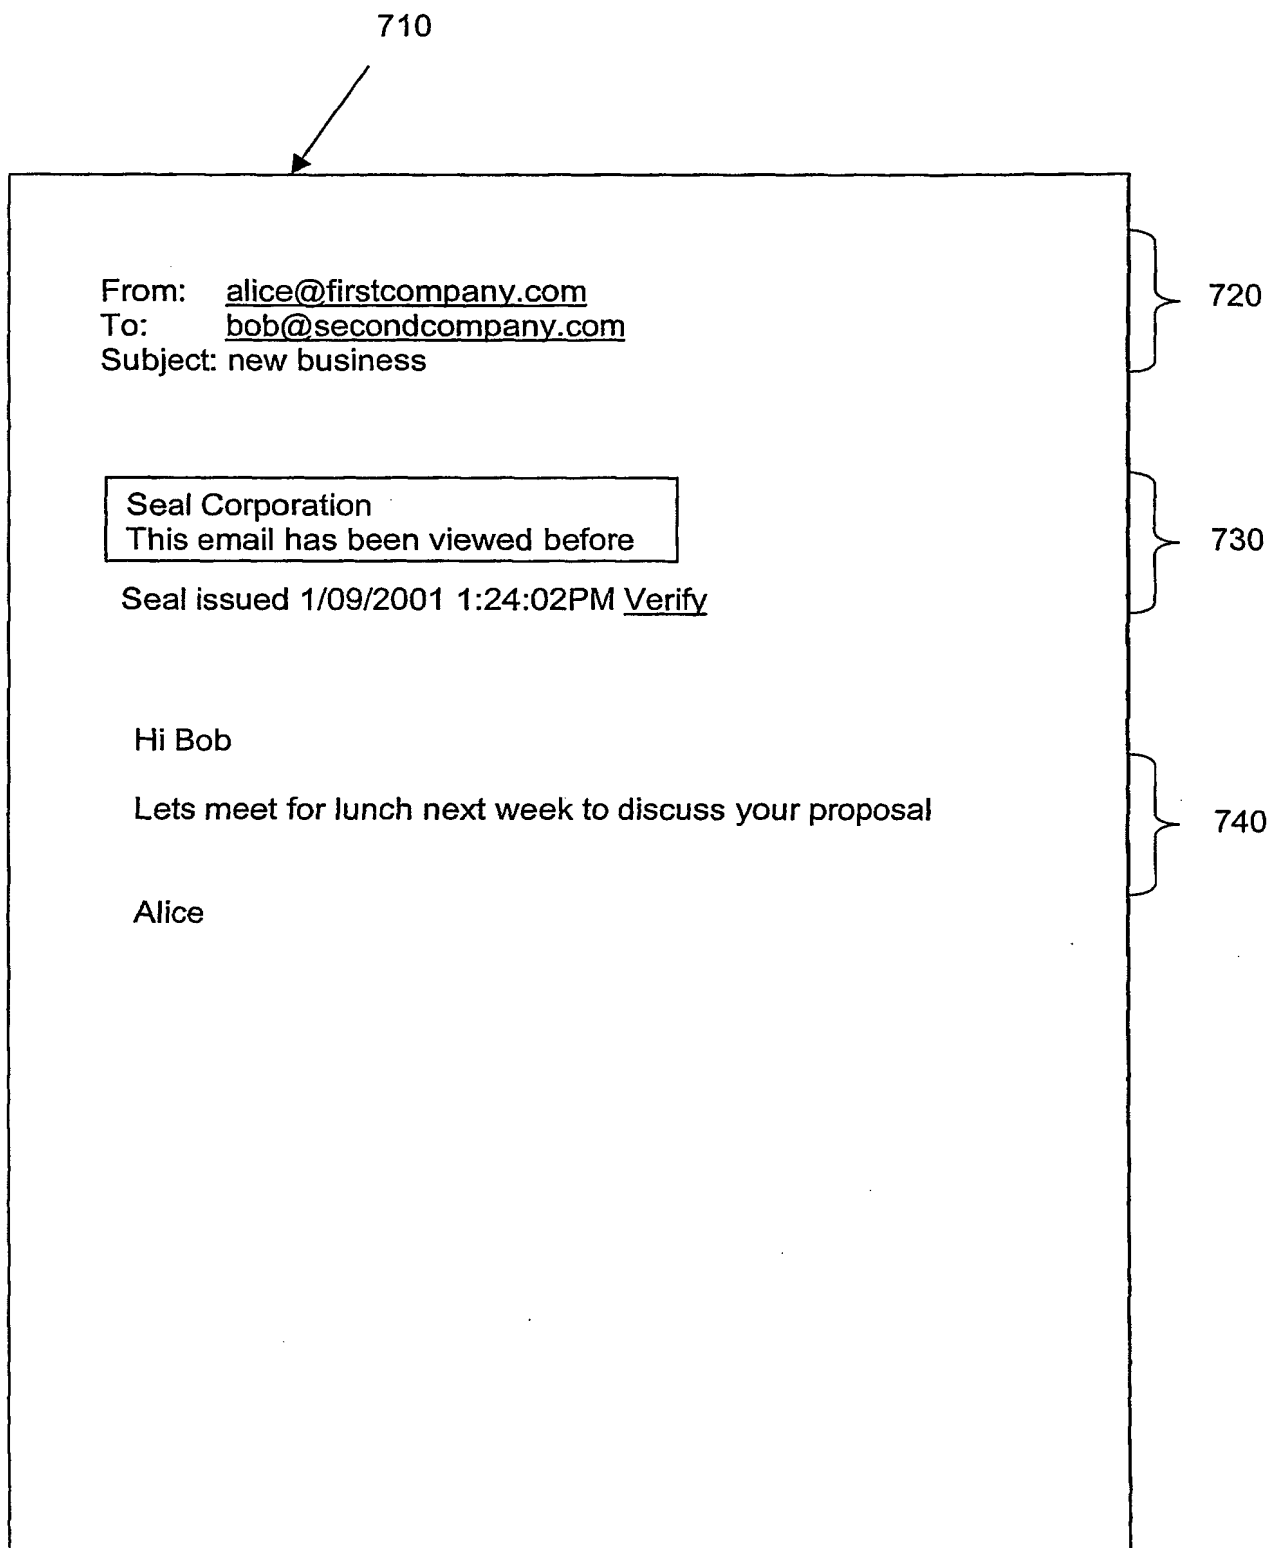 710
From: alice@firstcompany.com
To: bob@secondcompany.com
Subject: new business
720
Seal Corporation
This email has been viewed before
Seal issued 1/09/2001 1:24:02PM Verify
730
Hi Bob
Lets meet for lunch next week to discuss your proposal
740
Alice